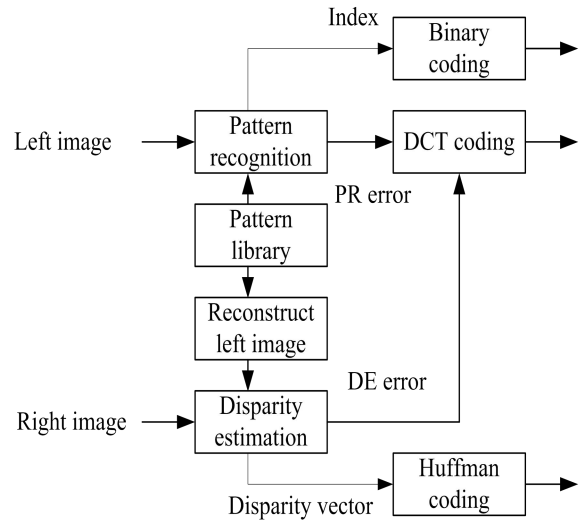 Index
Binary
coding
Left image
Pattern
recognition
DCT coding
PR error
Pattern
library
Reconstruct
left image
DE error
Right image
Disparity
estimation
Disparity vector
Huffman
coding